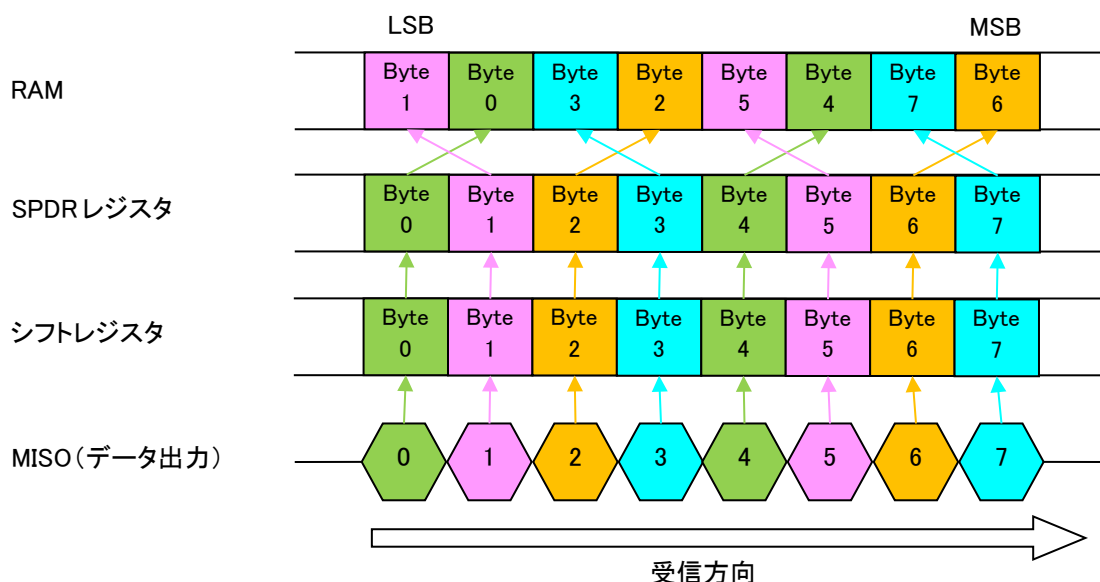 LSB MSB
RAM
Byte Byte Byte Byte Byte Byte Byte Byte
1 0 3 2 5 4 7 6
SPDRレジスタ
Byte Byte Byte Byte Byte Byte Byte Byte
0 1 2 3 4 5 6 7
シフトレジスタ
Byte Byte Byte Byte Byte Byte Byte Byte
0 1 2 3 4 5 6 7
MISO(データ出力) 0 1 2 3 4 5 6 7
受信方向